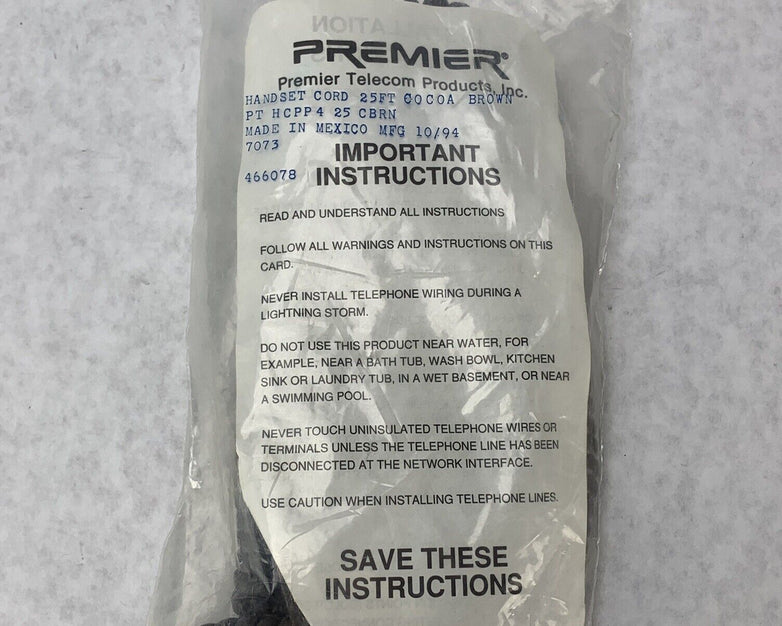 PREMIER®
Premier Telecom Products, Inc.
HANDSET CORD 25FT COCOA BROWN
PT HCPP4 25 CBRN
MADE IN MEXICO MFG 10/94
7073
466078
IMPORTANT
INSTRUCTIONS
READ AND UNDERSTAND ALL INSTRUCTIONS
FOLLOW ALL WARNINGS AND INSTRUCTIONS ON THIS
CARD.
NEVER INSTALL TELEPHONE WIRING DURING A
LIGHTNING STORM.
DO NOT USE THIS PRODUCT NEAR WATER, FOR
EXAMPLE, NEAR A BATH TUB, WASH BOWL, KITCHEN
SINK OR LAUNDRY TUB, IN A WET BASEMENT, OR NEAR
A SWIMMING POOL.
NEVER TOUCH UNINSULATED TELEPHONE WIRES OR
TERMINALS UNLESS THE TELEPHONE LINE HAS BEEN
DISCONNECTED AT THE NETWORK INTERFACE.
USE CAUTION WHEN INSTALLING TELEPHONE LINES.
SAVE THESE
INSTRUCTIONS